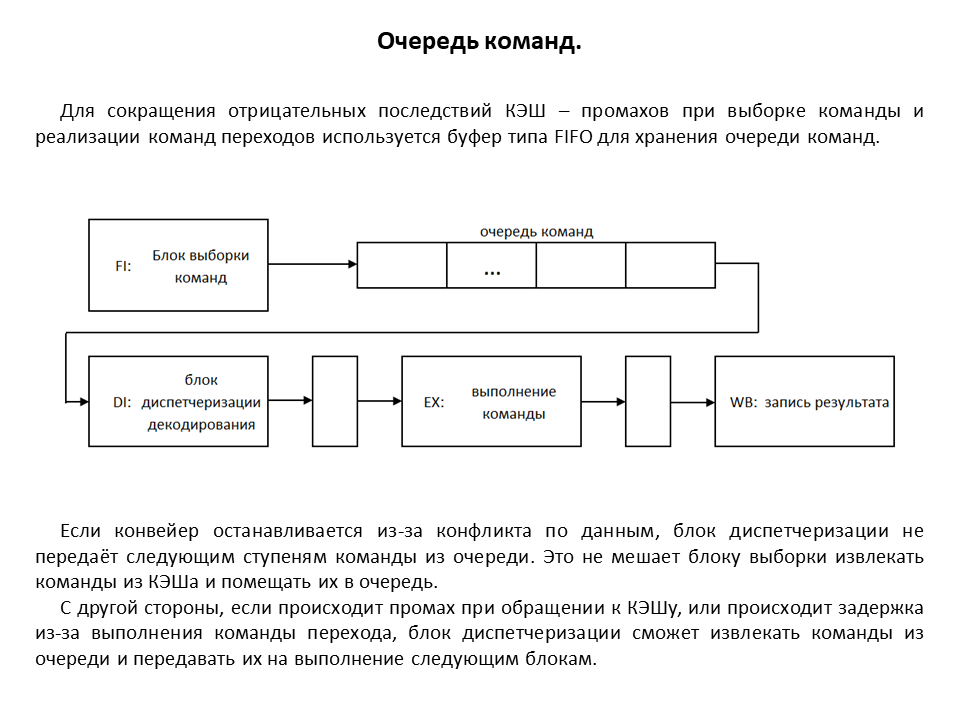 Очередь команд.
Для сокращения отрицательных последствий КЭШ – промахов при выборке команды и
реализации команд переходов используется буфер типа FIFO для хранения очереди команд.
очередь команд
FI: Блок выборки
команд
...
блок
DI: диспетчеризации
декодирования
EX: выполнение
команды
WB: запись результата
Если конвейер останавливается из-за конфликта по данным, блок диспетчеризации не
передаёт следующим ступеням команды из очереди. Это не мешает блоку выборки извлекать
команды из КЭШа и помещать их в очередь.
С другой стороны, если происходит промах при обращении к КЭШу, или происходит задержка
из-за выполнения команды перехода, блок диспетчеризации сможет извлекать команды из
очереди и передавать их на выполнение следующим блокам.